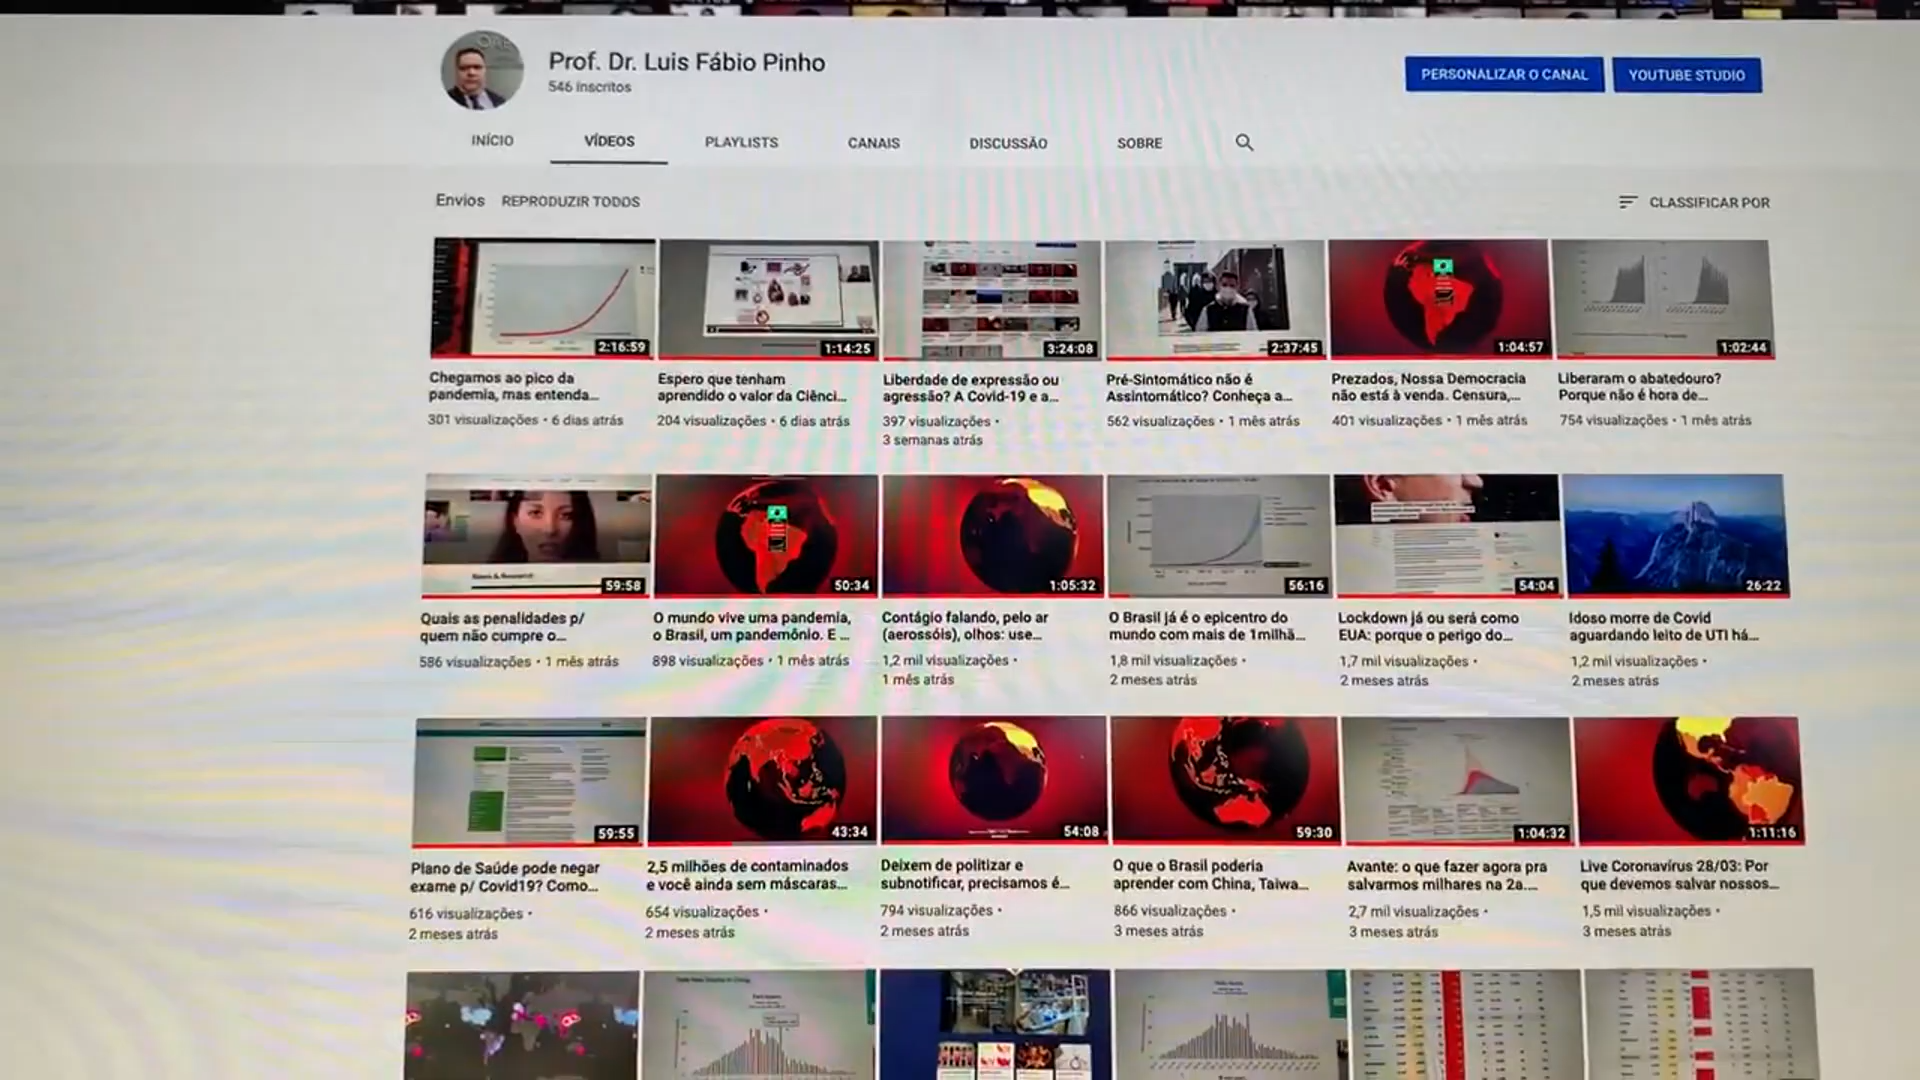 Prof. Dr. Luis Fábio Pinho
546 inscritos
PERSONALIZAR O CANAL
YOUTUBE STUDIO
INÍCIO
VÍDEOS
PLAYLISTS
CANAIS
DISCUSSÃO
SOBRE
Envios
REPRODUZIR TODOS
CLASSIFICAR POR
2:16:59
Chegamos ao pico da
pandemia, mas entenda...
301 visualizações • 6 dias atrás
1:14:25
Espero que tenham
aprendido o valor da Ciênci...
204 visualizações • 6 dias atrás
3:24:08
Liberdade de expressão ou
agressão? A Covid-19 e a...
397 visualizações •
3 semanas atrás
2:37:45
Pré-Sintomático não é
Assintomático? Conheça a...
562 visualizações • 1 mês atrás
1:04:57
Prezados, Nossa Democracia
não está à venda. Censura,...
401 visualizações • 1 mês atrás
1:02:44
Liberaram o abatedouro?
Porque não é hora de...
754 visualizações • 1 mês atrás
59:58
Quais as penalidades p/
quem não cumpre o...
586 visualizações • 1 mês atrás
50:34
O mundo vive uma pandemia,
o Brasil, um pandemônio. E ...
898 visualizações • 1 mês atrás
1:05:32
Contágio falando, pelo ar
(aerossóis), olhos: use...
1,2 mil visualizações •
1 mês atrás
56:16
O Brasil já é o epicentro do
mundo com mais de 1milhã...
1,8 mil visualizações •
2 meses atrás
54:04
Lockdown já ou será como
EUA: porque o perigo do...
1,7 mil visualizações •
2 meses atrás
26:22
Idoso morre de Covid
aguardando leito de UTI há...
1,2 mil visualizações •
2 meses atrás
59:55
Plano de Saúde pode negar
exame p/ Covid19? Como...
616 visualizações •
2 meses atrás
43:34
2,5 milhões de contaminados
e você ainda sem máscaras...
654 visualizações •
2 meses atrás
54:08
Deixem de politizar e
subnotificar, precisamos é...
794 visualizações •
2 meses atrás
59:30
O que o Brasil poderia
aprender com China, Taiwa...
866 visualizações •
3 meses atrás
1:04:32
Avante: o que fazer agora pra
salvarmos milhares na 2a....
2,7 mil visualizações •
3 meses atrás
1:11:16
Live Coronavírus 28/03: Por
que devemos salvar nossos...
1,5 mil visualizações •
3 meses atrás